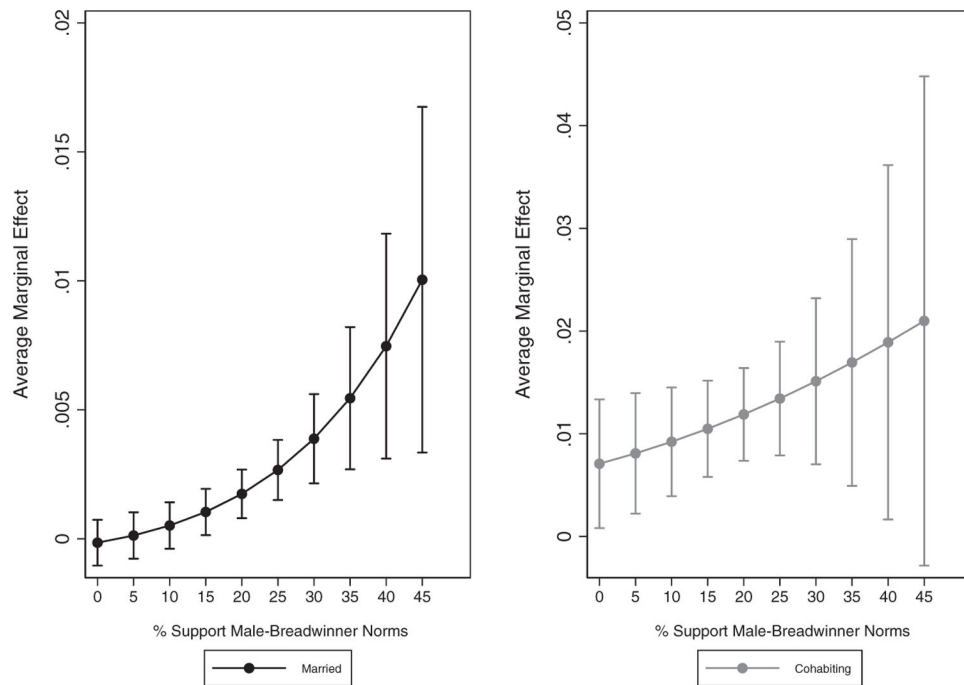 Average Marginal Effect
.02
.015
.01
.005
0
0 5 10 15 20 25 30 35 40 45
% Support Male-Breadwinner Norms
Married
Average Marginal Effect
.05
.04
.03
.02
.01
0
0 5 10 15 20 25 30 35 40 45
% Support Male-Breadwinner Norms
Cohabiting